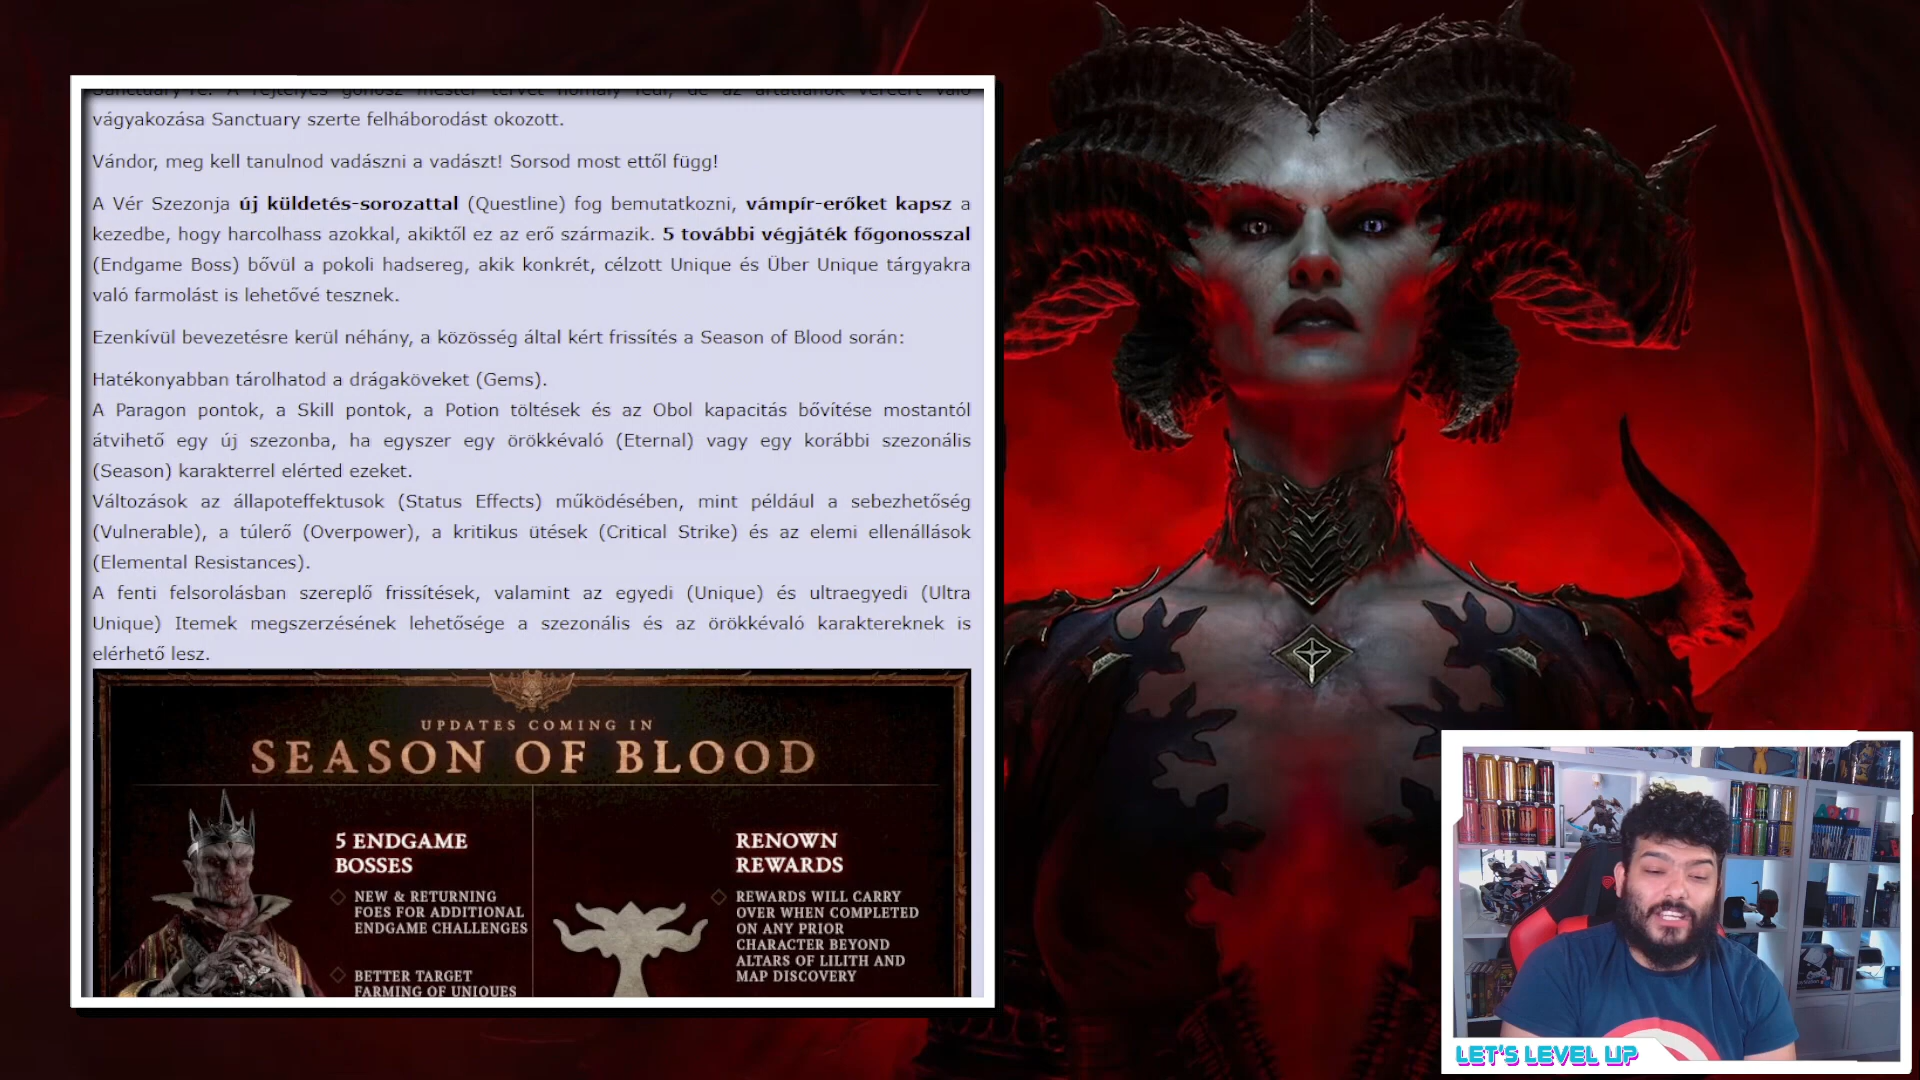 vágyakozása Sanctuary szerte felháborodást okozott.
Vándor, meg kell tanulnod vadászni a vadászt! Sorsod most ettől függ!
A Vér Szezonja új küldetés-sorozattal (Questline) fog bemutatkozni, vámpír-erőket kapsz a
kezedbe, hogy harcolhass azokkal, akiktől ez az erő származik. 5 további végjáték főgonosszal
(Endgame Boss) bővül a pokoli hadsereg, akik konkrét, célzott Unique és Über Unique tárgyakra
való farmolást is lehetővé tesznek.
Ezenkívül bevezetésre kerül néhány, a közösség által kért frissítés a Season of Blood során:
Hatékonyabban tárolhatod a drágaköveket (Gems).
A Paragon pontok, a Skill pontok, a Potion töltések és az Obol kapacitás bővítése mostantól
átvihető egy új szezonba, ha egyszer egy örökkévaló (Eternal) vagy egy korábbi szezonális
(Season) karakterrel elérted ezeket.
Változások az állapoteffektusok (Status Effects) működésében, mint például a sebezhetőség
(Vulnerable), a túlerő (Overpower), a kritikus ütések (Critical Strike) és az elemi ellenállások
(Elemental Resistances).
A fenti felsorolásban szereplő frissítések, valamint az egyedi (Unique) és ultraegyedi (Ultra
Unique) Itemek megszerzésének lehetősége a szezonális és az örökkévaló karaktereknek is
elérhető lesz.
UPDATES COMING IN
SEASON OF BLOOD
5 ENDGAME
BOSSES
NEW & RETURNING
FOES FOR ADDITIONAL
ENDGAME CHALLENGES
BETTER TARGET
FARMING OF UNIQUES
RENOWN
REWARDS
REWARDS WILL CARRY
OVER WHEN COMPLETED
ON ANY PRIOR
CHARACTER BEYOND
ALTARS OF LILITH AND
MAP DISCOVERY
LET'S LEVEL UP